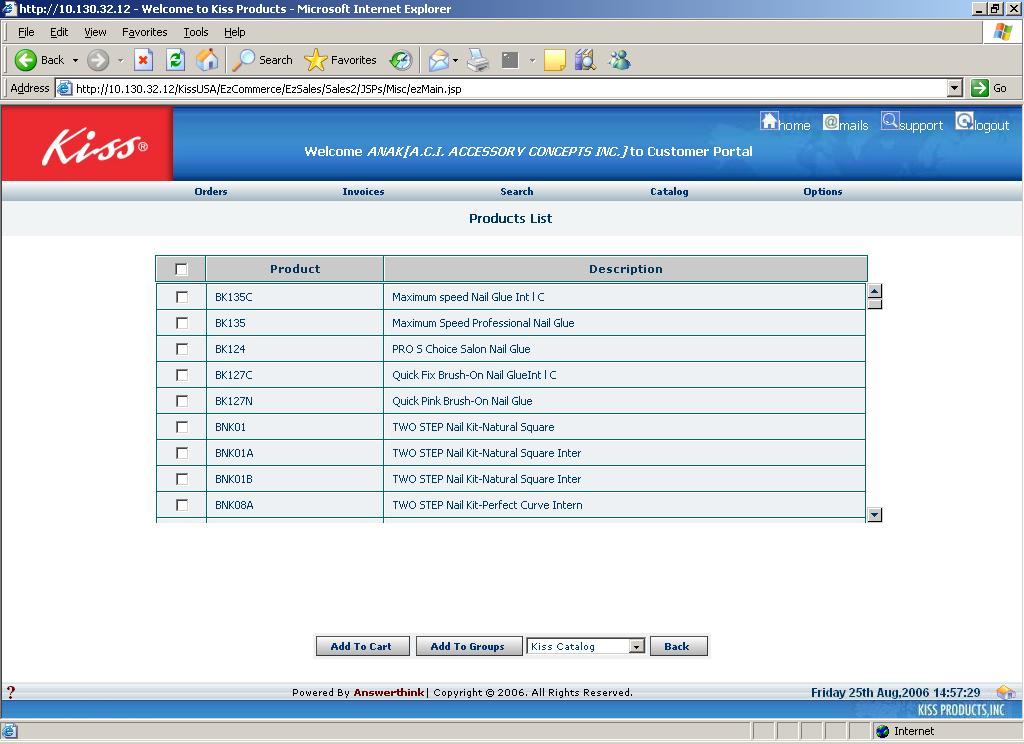 http://10.130.32.12 - Welcome to Kiss Products - Microsoft Internet Explorer
File Edit View Favorites Tools Help
Back Search Favorites
Address http://10.130.32.12/KissUSA/EzCommerce/EzSales/Sales2/JSPs/Misc/ezMain.jsp Go
home @mails support logout
Kiss®
Welcome ANAK[A.C.I. ACCESSORY CONCEPTS INC.] to Customer Portal
Orders Invoices Search Catalog Options
Products List
Product Description
BK135C Maximum speed Nail Glue Int l C
BK135 Maximum Speed Professional Nail Glue
BK124 PRO S Choice Salon Nail Glue
BK127C Quick Fix Brush-On Nail GlueInt l C
BK127N Quick Pink Brush-On Nail Glue
BNK01 TWO STEP Nail Kit-Natural Square
BNK01A TWO STEP Nail Kit-Natural Square Inter
BNK01B TWO STEP Nail Kit-Natural Square Inter
BNK08A TWO STEP Nail Kit-Perfect Curve Intern
Add To Cart Add To Groups Kiss Catalog Back
? Powered By Answerthink| Copyright © 2006. All Rights Reserved. Friday 25th Aug,2006 14:57:29
KISS PRODUCTS,INC
Internet